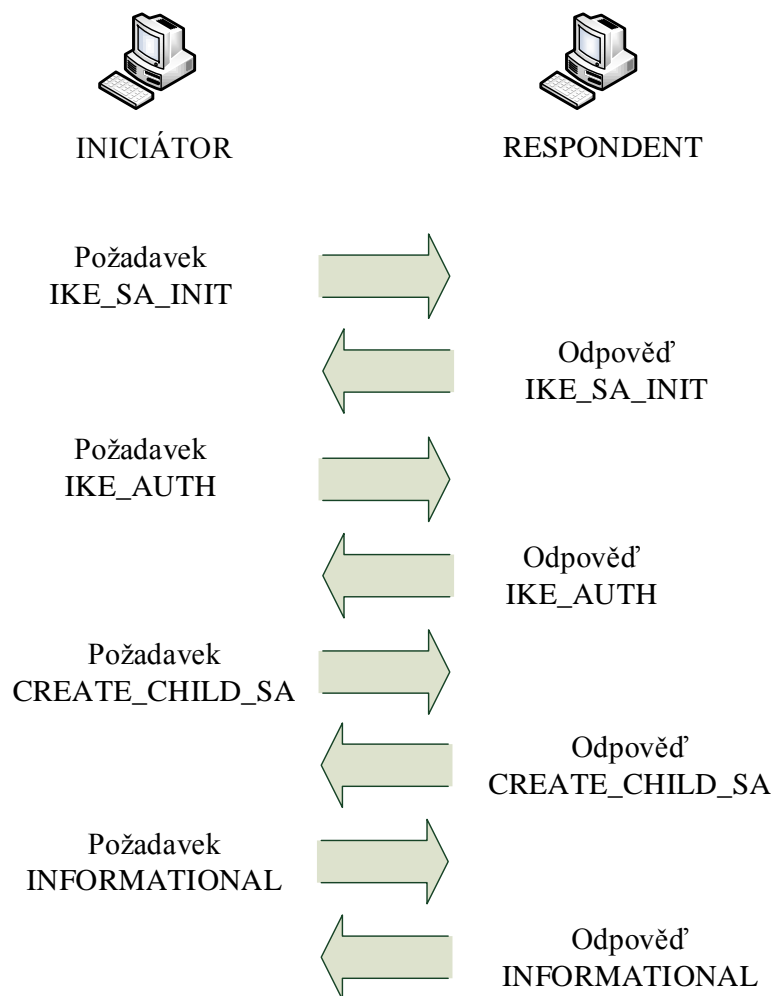 INICIÁTOR
RESPONDENT
Požadavek
IKE_SA_INIT
Odpověď
IKE_SA_INIT
Požadavek
IKE_AUTH
Odpověď
IKE_AUTH
Požadavek
CREATE_CHILD_SA
Odpověď
CREATE_CHILD_SA
Požadavek
INFORMATIONAL
Odpověď
INFORMATIONAL